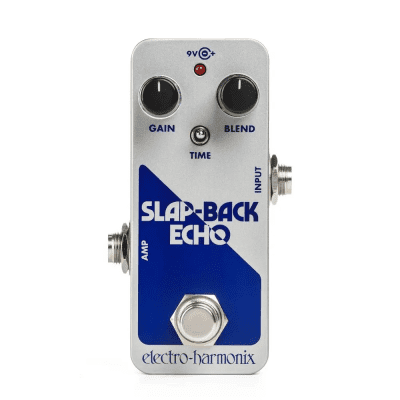 9V +
GAIN
BLEND
TIME
INPUT
SLAP-BACK
ECHO
AMP
electro-harmonix